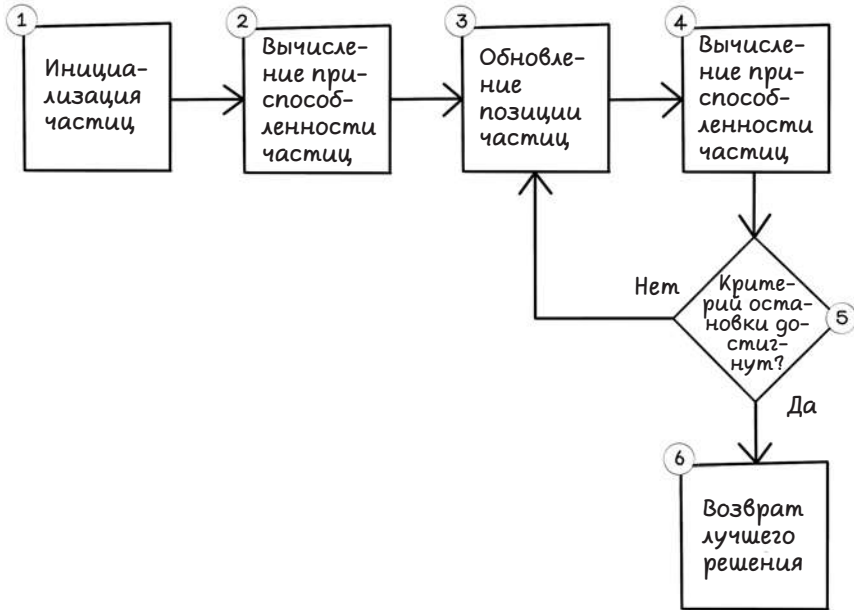 1
Инициа-
лизация
частиц
2
Вычисле-
ние при-
способ-
ленности
частиц
3
Обновле-
ние
позиции
частиц
4
Вычисле-
ние при-
способ-
ленности
частиц
Нет
Крите-
рий оста-
новки до-
стиг-
нут?
5
Да
6
Возврат
лучшего
решения